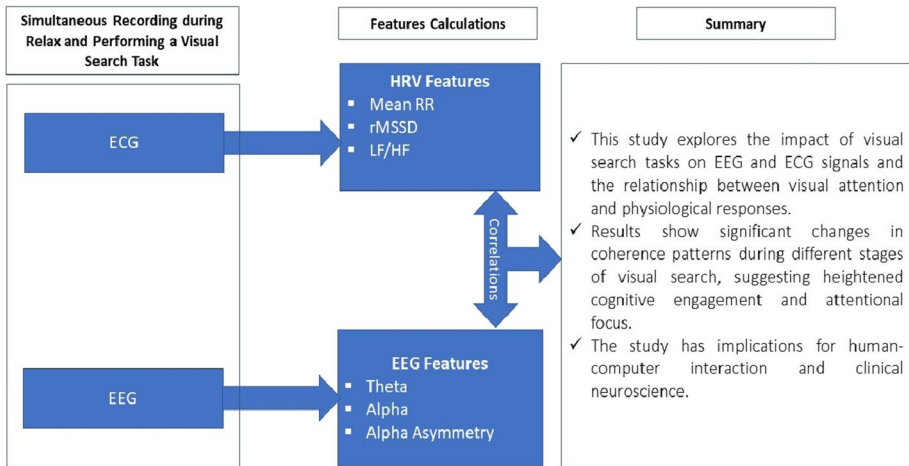 Simultaneous Recording during
Relax and Performing a Visual
Search Task
ECG
EEG
Features Calculations
HRV Features
▪ Mean RR
▪ rMSSD
▪ LF/HF
Correlations
EEG Features
▪ Theta
▪ Alpha
▪ Alpha Asymmetry
Summary
✓ This study explores the impact of visual
search tasks on EEG and ECG signals and
the relationship between visual attention
and physiological responses.
✓ Results show significant changes in
coherence patterns during different stages
of visual search, suggesting heightened
cognitive engagement and attentional
focus.
✓ The study has implications for human-
computer interaction and clinical
neuroscience.